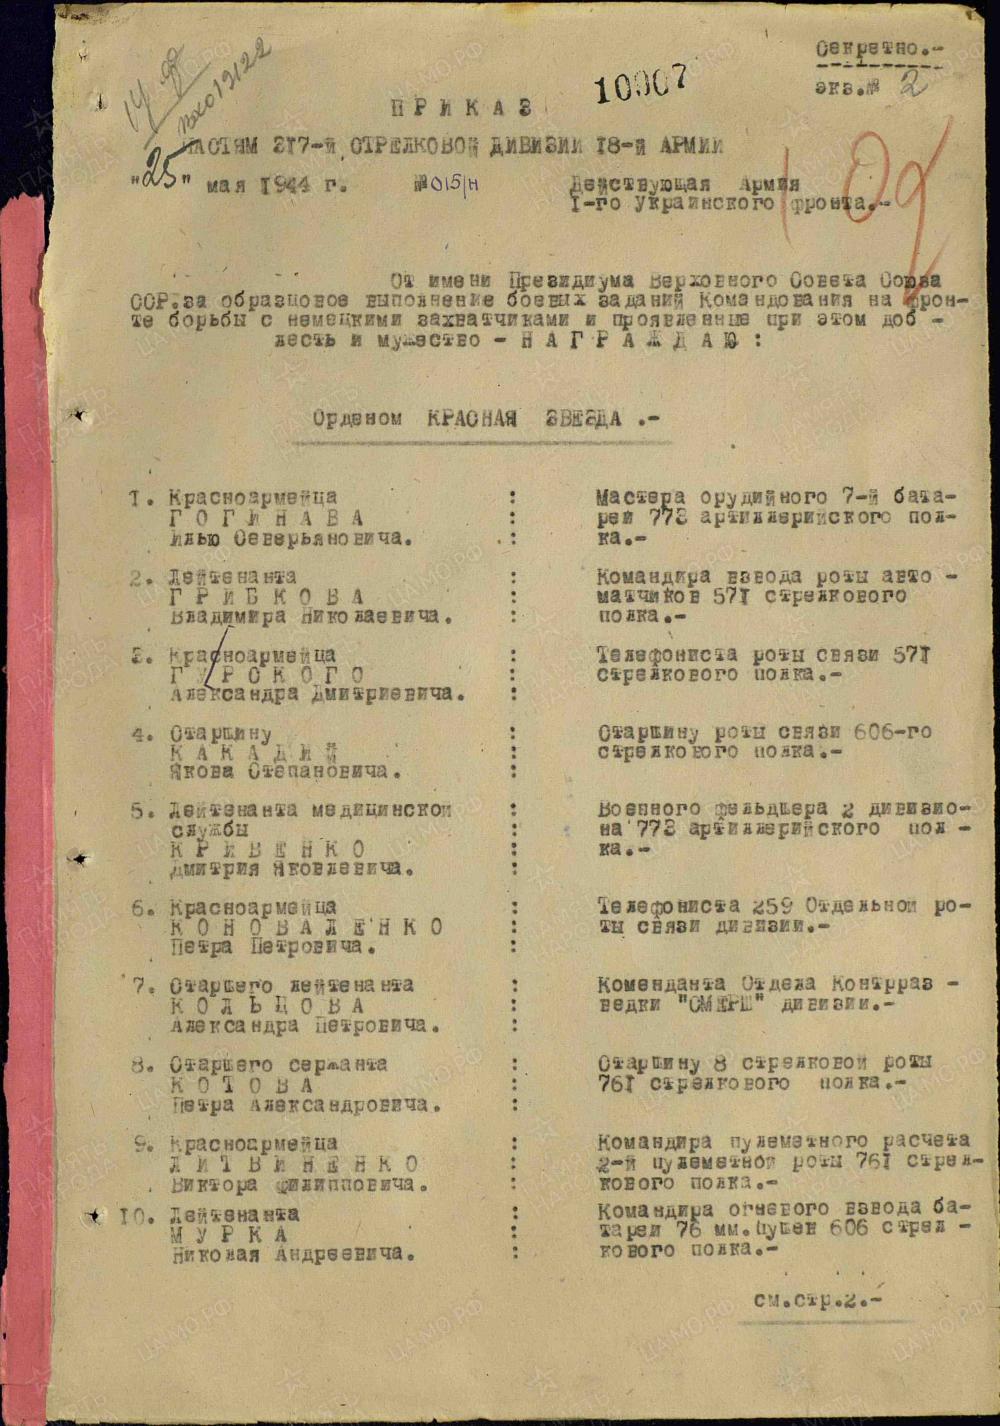 Секретно.-
экз.№ 2
10007
ПРИКАЗ
ЧАСТЯМ 317-й СТРЕЛКОВОЙ ДИВИЗИИ 18-й АРМИИ
"25" мая 1944 г. №015/н Действующая Армия
1-го Украинского фронта.-
От имени Президиума Верховного Совета Союза
ССР.за образцовое выполнение боевых заданий Командования на фрон-
те борьбы с немецкими захватчиками и проявленные при этом доб -
лесть и мужество - НАГРАЖДАЮ :
Орденом КРАСНАЯ ЗВЕЗДА .-
1. Красноармейца : Мастера орудийного 7-й бата-
ГОГИНАВА : реи 773 артиллерийского пол-
Илью Северьяновича. : ка.-
2. Лейтенанта : Командира взвода роты авто -
ГРИБКОВА : матчиков 571 стрелкового
Владимира Николаевича. : полка.-
3. Красноармейца : Телефониста роты связи 571
ГУРСКОГО : стрелкового полка.-
Александра Дмитриевича. :
4. Старшину : Старшину роты связи 606-го
КАКАДИЙ : стрелкового полка.-
Якова Степановича. :
5. Лейтенанта медицинской : Военного фельдшера 2 дивизио-
службы : на 773 артиллерийского пол -
КРИВЕНКО : ка.-
Дмитрия Яковлевича. :
6. Красноармейца : Телефониста 259 Отдельной ро-
КОНОВАЛЕНКО : ты связи дивизии.-
Петра Петровича. :
7. Старшего лейтенанта : Коменданта Отдела Контрраз -
КОЛЬЦОВА : ведки "СМЕРШ" дивизии.-
Александра Петровича. :
8. Старшего сержанта : Старшину 8 стрелковой роты
КОТОВА : 761 стрелкового полка.-
Петра Александровича. :
9. Красноармейца : Командира пулеметного расчета
ЛИТВИНЕНКО : 2-й пулеметной роты 761 стрел-
Виктора Филипповича. : кового полка.-
10. Лейтенанта : Командира огневого взвода ба-
МУРКА : тареи 76 мм.пушек 606 стрел -
Николая Андреевича. : кового полка.-
см.стр.2.-